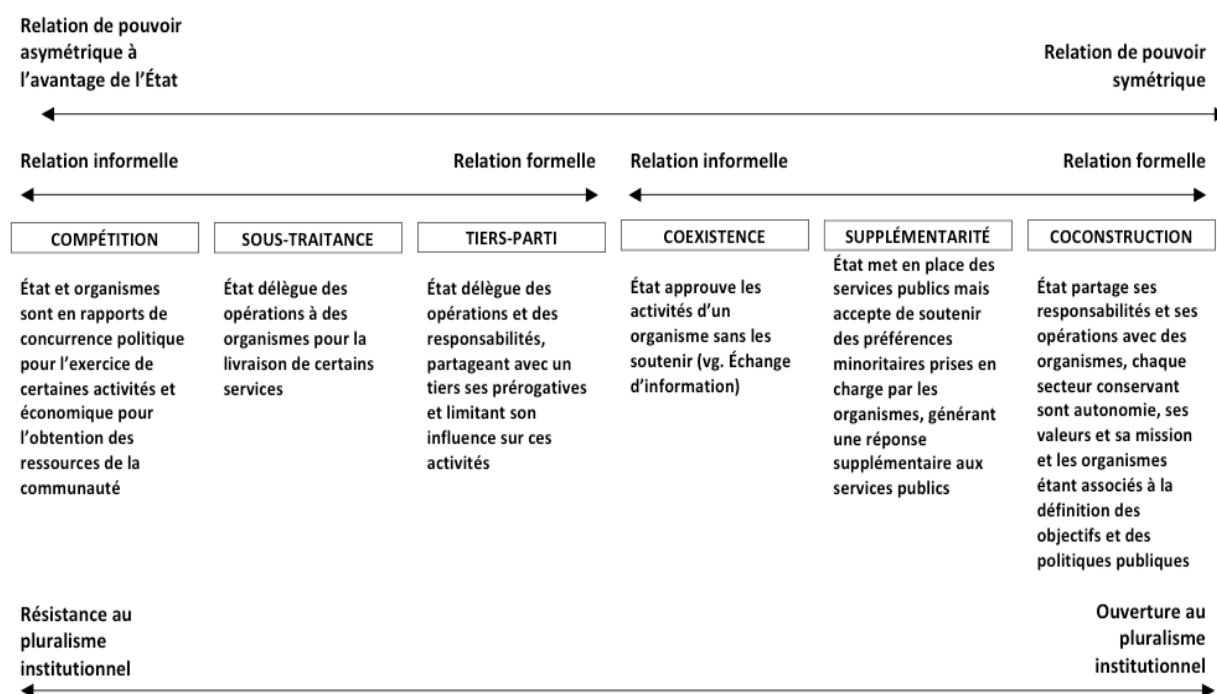 Relation de pouvoir
asymétrique à
l'avantage de l'État
Relation de pouvoir
symétrique
Relation informelle
Relation formelle
Relation informelle
Relation formelle
COMPÉTITION
État et organismes
sont en rapports de
concurrence politique
pour l'exercice de
certaines activités et
économique pour
l'obtention des
ressources de la
communauté
SOUS-TRAITANCE
État délègue des
opérations à des
organismes pour la
livraison de certains
services
TIERS-PARTI
État délègue des
opérations et des
responsabilités,
partageant avec un
tiers ses prérogatives
et limitant son
influence sur ces
activités
COEXISTENCE
État approuve les
activités d'un
organisme sans les
soutenir (vg. Échange
d'information)
SUPPLÉMENTARITÉ
État met en place des
services publics mais
accepte de soutenir
des préférences
minoritaires prises en
charge par les
organismes, générant
une réponse
supplémentaire aux
services publics
COCONSTRUCTION
État partage ses
responsabilités et ses
opérations avec des
organismes, chaque
secteur conservant
sont autonomie, ses
valeurs et sa mission
et les organismes
étant associés à la
définition des
objectifs et des
politiques publiques
Résistance au
pluralisme
institutionnel
Ouverture au
pluralisme
institutionnel